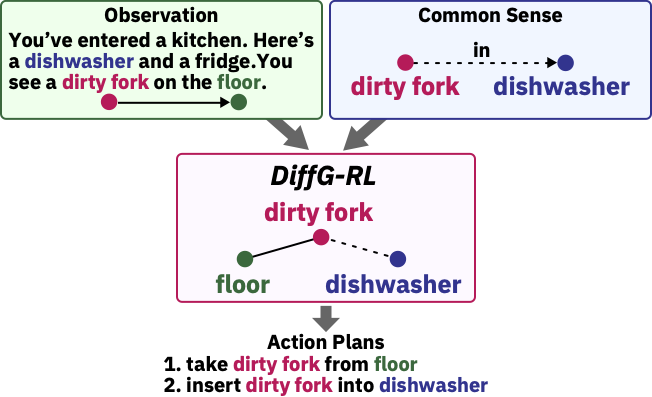 Observation
You've entered a kitchen. Here's
a dishwasher and a fridge.You
see a dirty fork on the floor.
Common Sense
in
dirty fork
dishwasher
DiffG-RL
dirty fork
floor
dishwasher
Action Plans
1. take dirty fork from floor
2. insert dirty fork into dishwasher